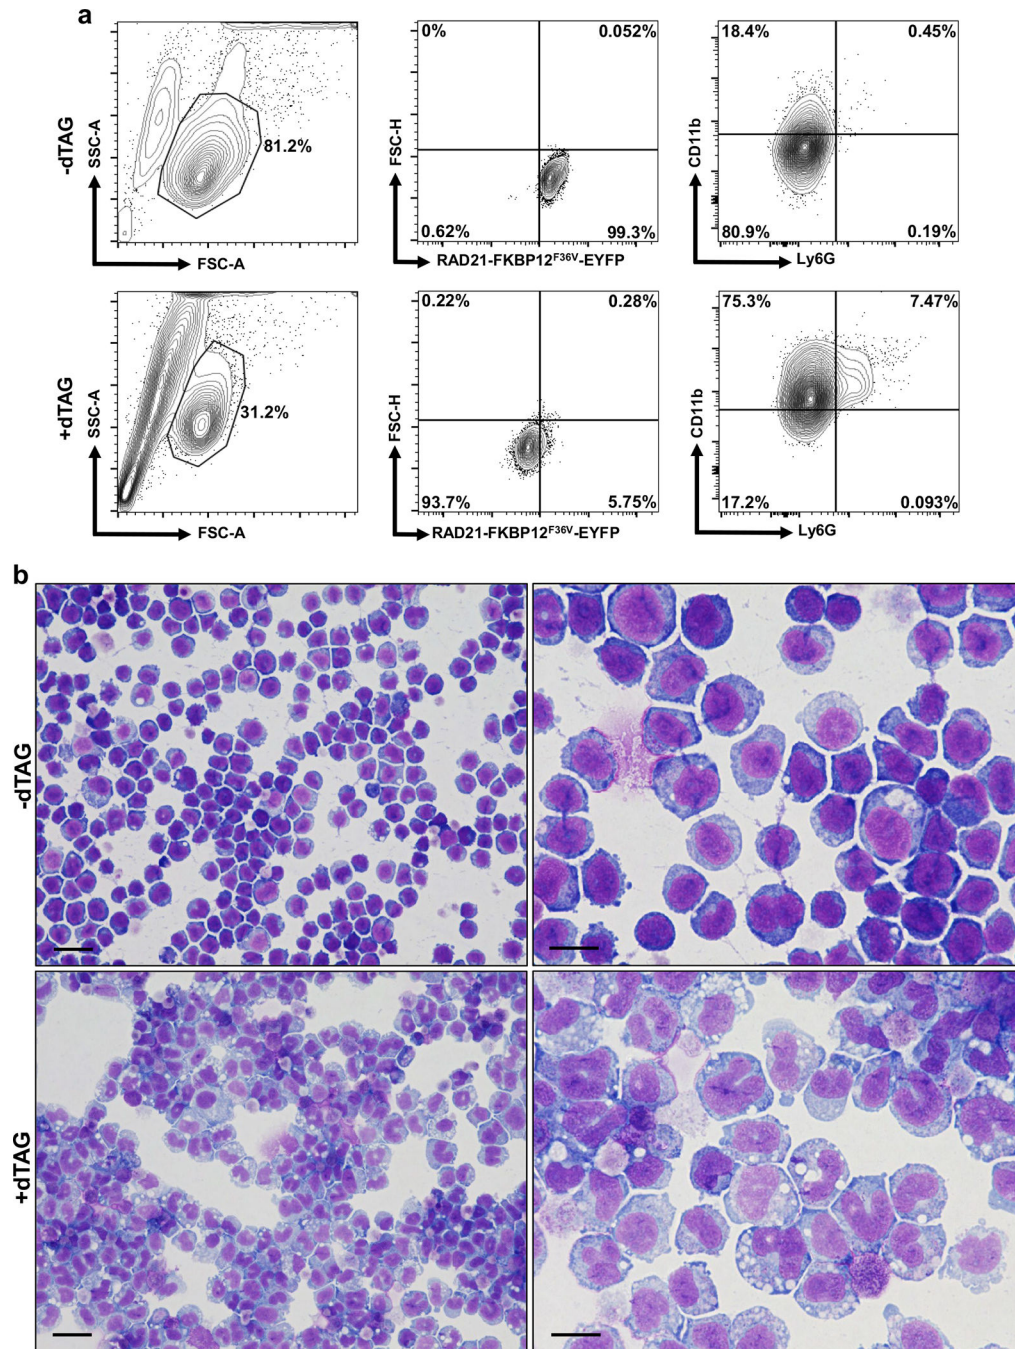 a
-dTAG
SSC-A
81.2%
FSC-A
0%
0.052%
FSC-H
0.62%
99.3%
RAD21-FKBP12F36V-EYFP
18.4%
0.45%
CD11b
80.9%
0.19%
Ly6G
+dTAG
SSC-A
31.2%
FSC-A
0.22%
0.28%
FSC-H
93.7%
5.75%
RAD21-FKBP12F36V-EYFP
75.3%
7.47%
CD11b
17.2%
0.093%
Ly6G
b
-dTAG
+dTAG